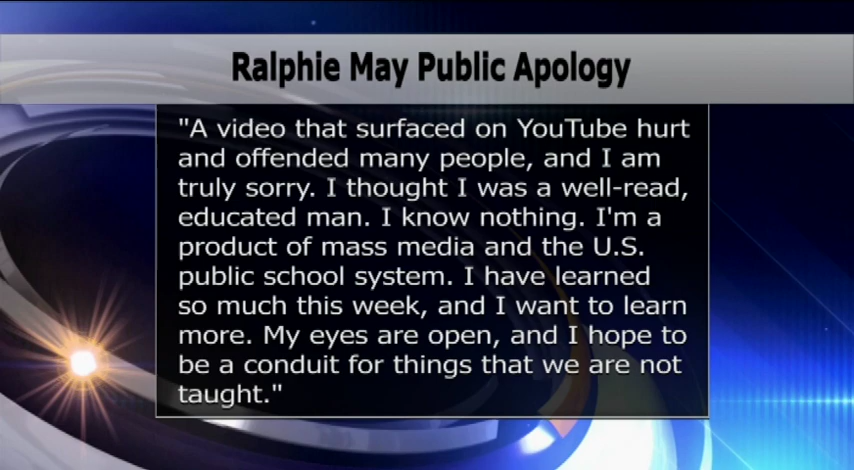 Ralphie May Public Apology
"A video that surfaced on YouTube hurt
and offended many people, and I am
truly sorry. I thought I was a well-read,
educated man. I know nothing. I'm a
product of mass media and the U.S.
public school system. I have learned
so much this week, and I want to learn
more. My eyes are open, and I hope to
be a conduit for things that we are not
taught."